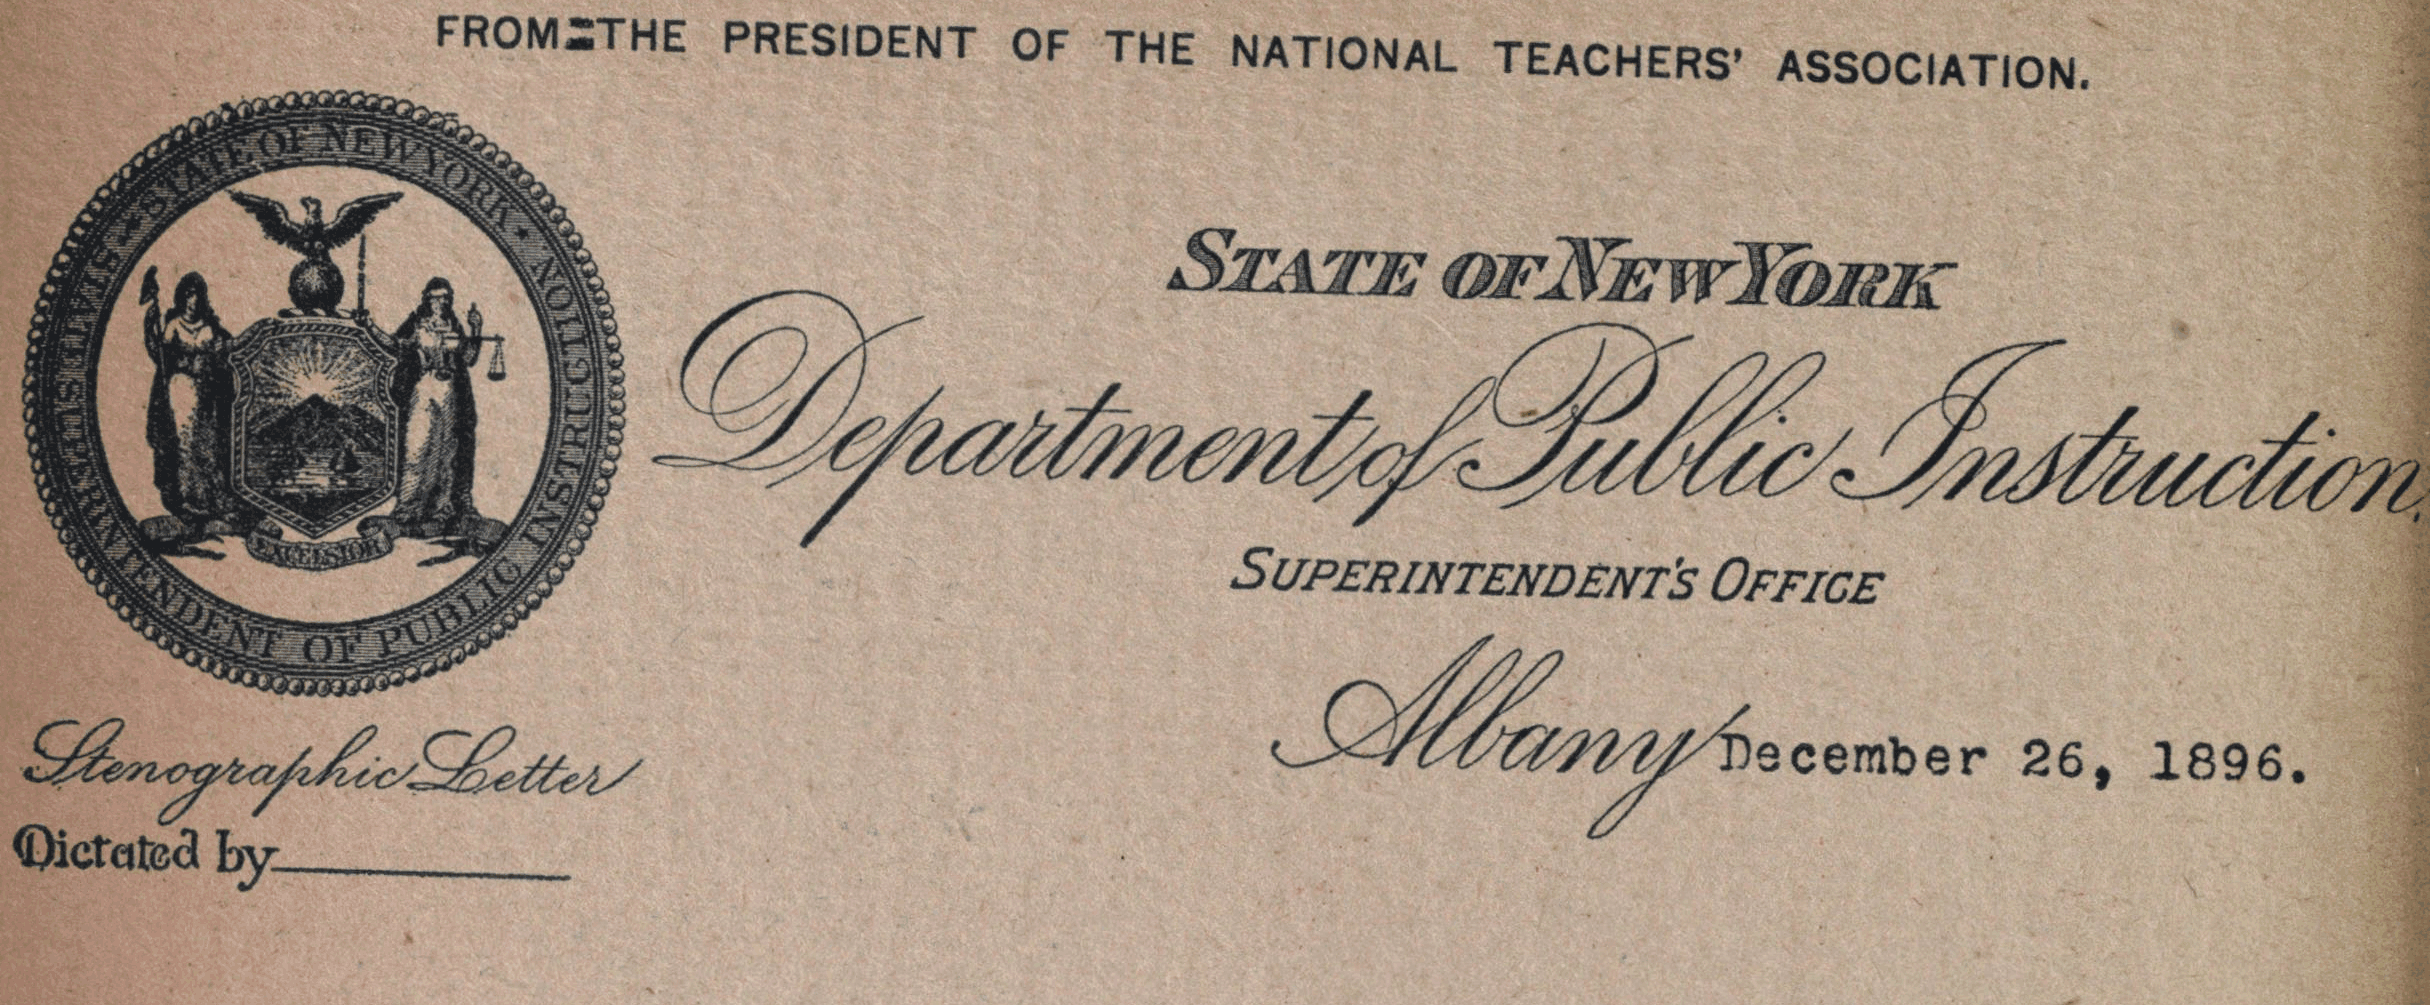 FROM=THE PRESIDENT OF THE NATIONAL TEACHERS' ASSOCIATION.
STATE OF NEW YORK · INSTRUCTION
SUPERINTENDENT OF PUBLIC INSTRUCTION
EXCELSIOR
STATE OF NEW YORK
Department of Public Instruction.
SUPERINTENDENT'S OFFICE
Albany December 26, 1896.
Stenographic Letter
Dictated by